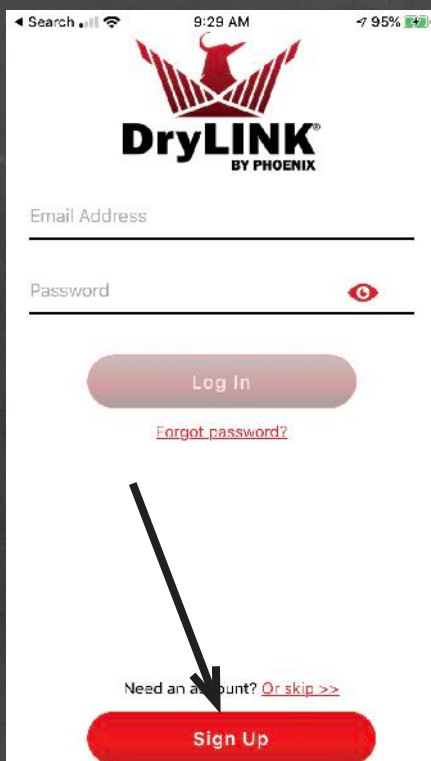 Search 9:29 AM 95%
DryLINK®
BY PHOENIX
Email Address
Password
Log In
Forgot password?
Need an account? Or skip >>
Sign Up